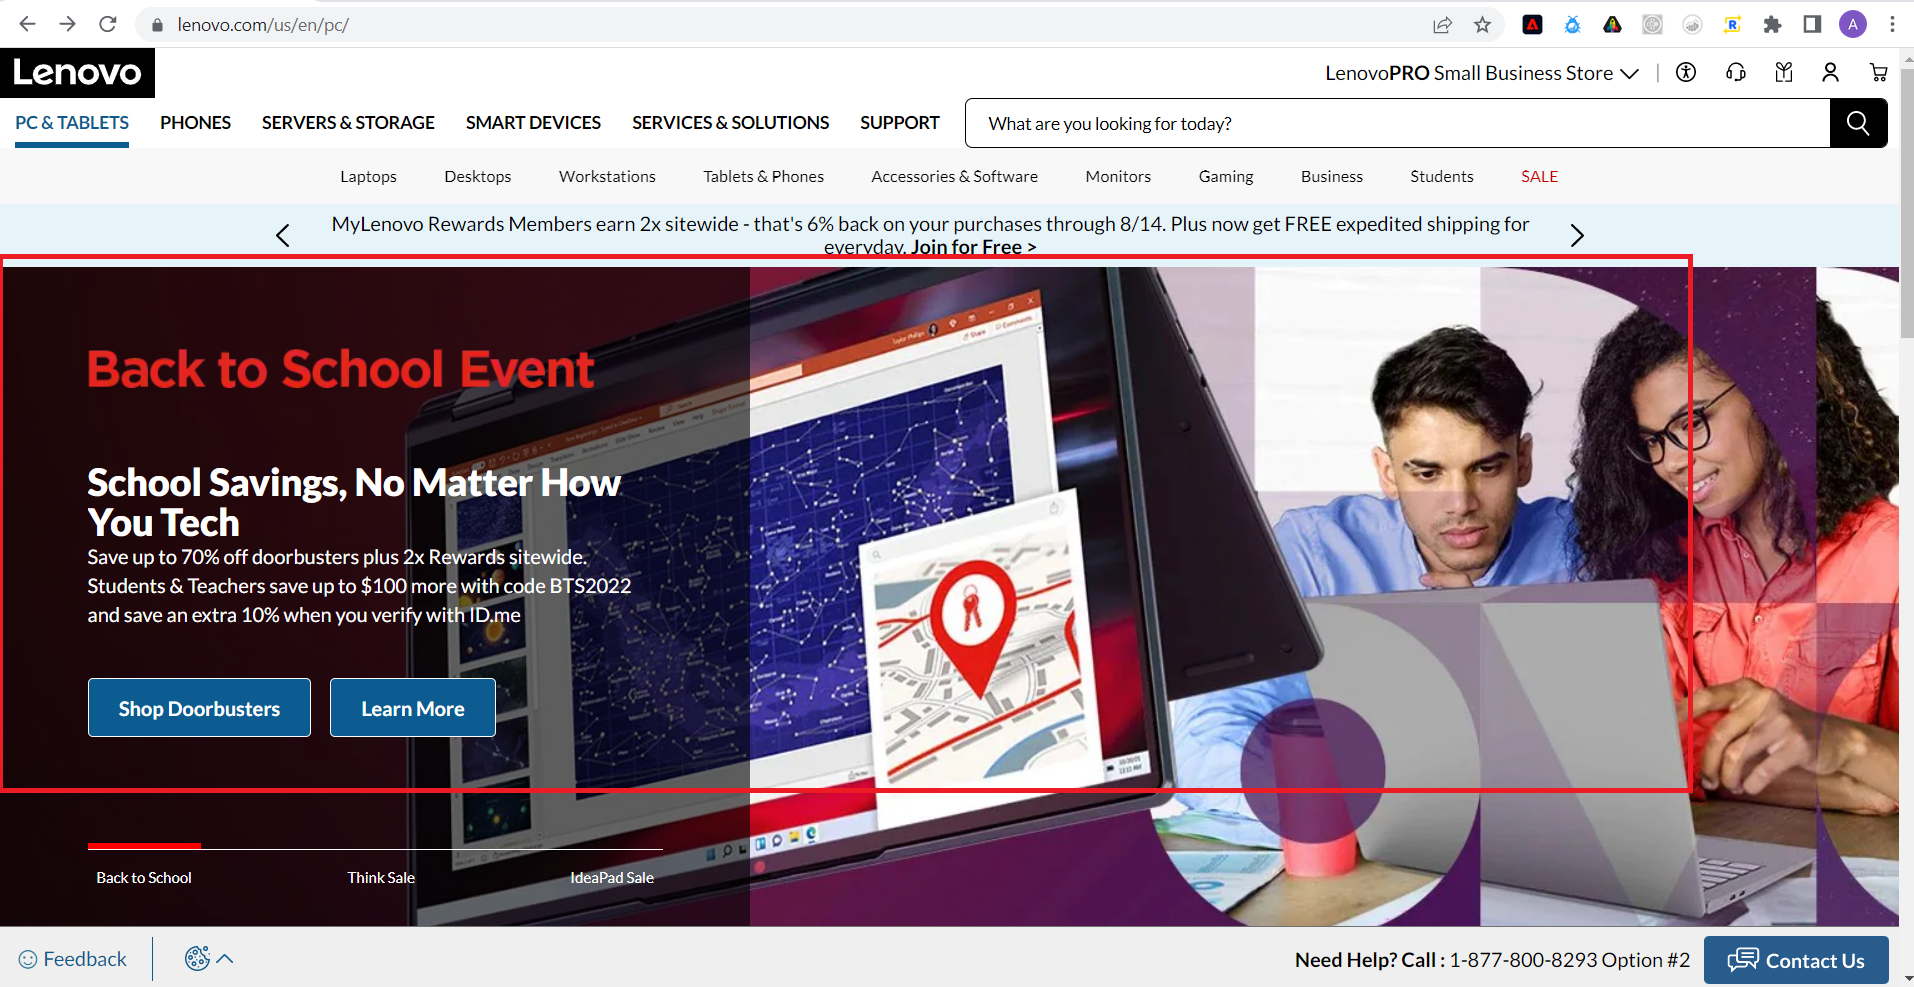 lenovo.com/us/en/pc/
A
Lenovo
LenovoPRO Small Business Store
PC & TABLETS PHONES SERVERS & STORAGE SMART DEVICES SERVICES & SOLUTIONS SUPPORT What are you looking for today?
Laptops Desktops Workstations Tablets & Phones Accessories & Software Monitors Gaming Business Students SALE
MyLenovo Rewards Members earn 2x sitewide - that's 6% back on your purchases through 8/14. Plus now get FREE expedited shipping for
everyday. Join for Free >
Back to School Event
School Savings, No Matter How
You Tech
Save up to 70% off doorbusters plus 2x Rewards sitewide.
Students & Teachers save up to $100 more with code BTS2022
and save an extra 10% when you verify with ID.me
Shop Doorbusters Learn More
Back to School Think Sale IdeaPad Sale
Feedback
Need Help? Call : 1-877-800-8293 Option #2 Contact Us